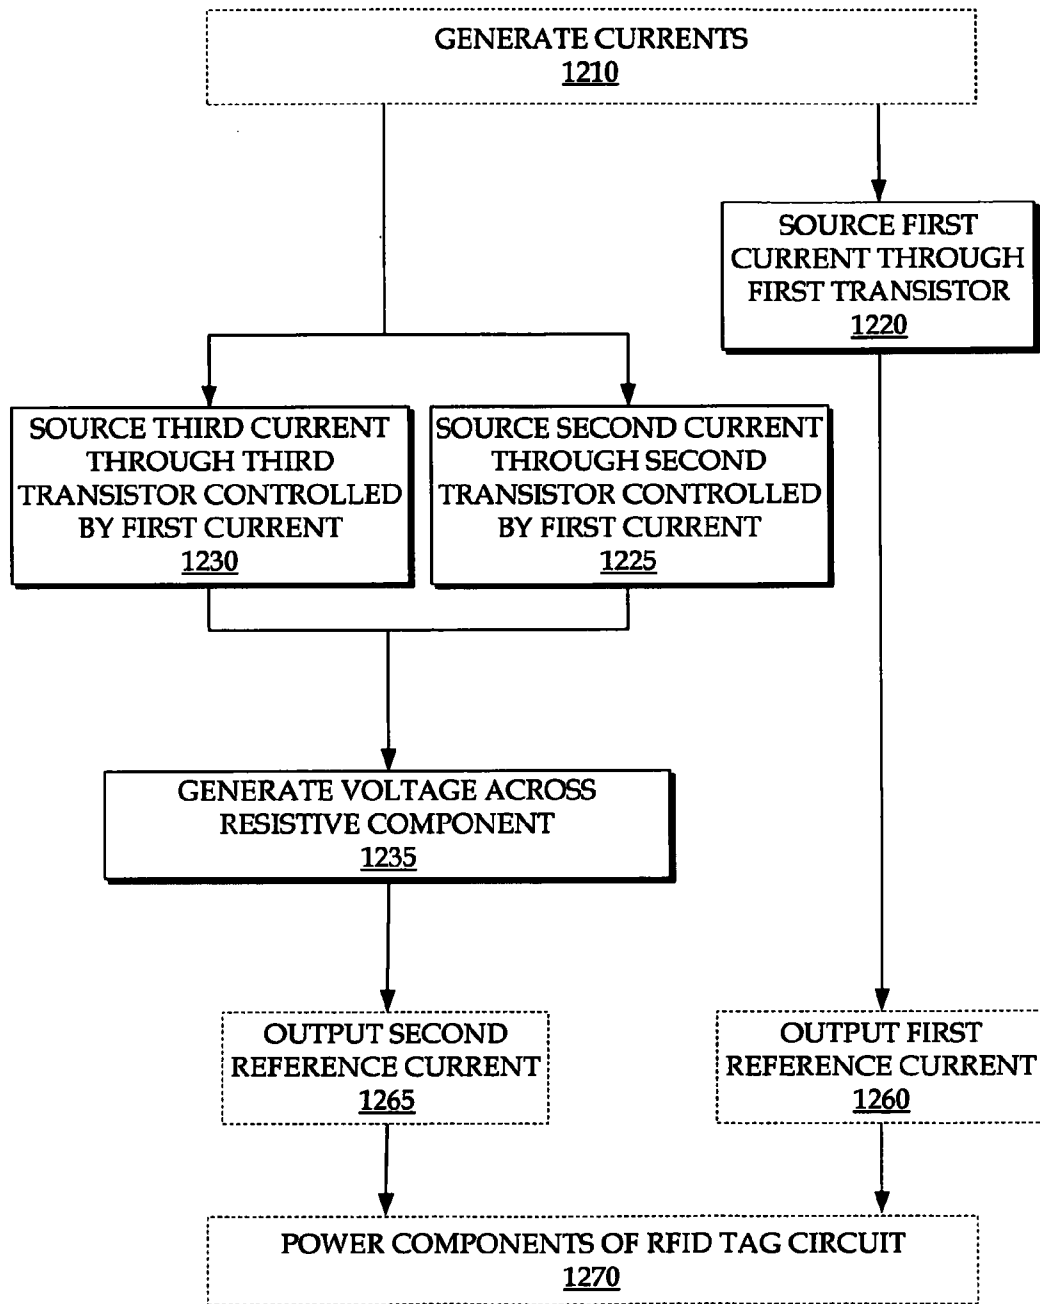 GENERATE CURRENTS
1210
SOURCE FIRST
CURRENT THROUGH
FIRST TRANSISTOR
1220
SOURCE THIRD CURRENT
THROUGH THIRD
TRANSISTOR CONTROLLED
BY FIRST CURRENT
1230
SOURCE SECOND CURRENT
THROUGH SECOND
TRANSISTOR CONTROLLED
BY FIRST CURRENT
1225
GENERATE VOLTAGE ACROSS
RESISTIVE COMPONENT
1235
OUTPUT SECOND
REFERENCE CURRENT
1265
OUTPUT FIRST
REFERENCE CURRENT
1260
POWER COMPONENTS OF RFID TAG CIRCUIT
1270